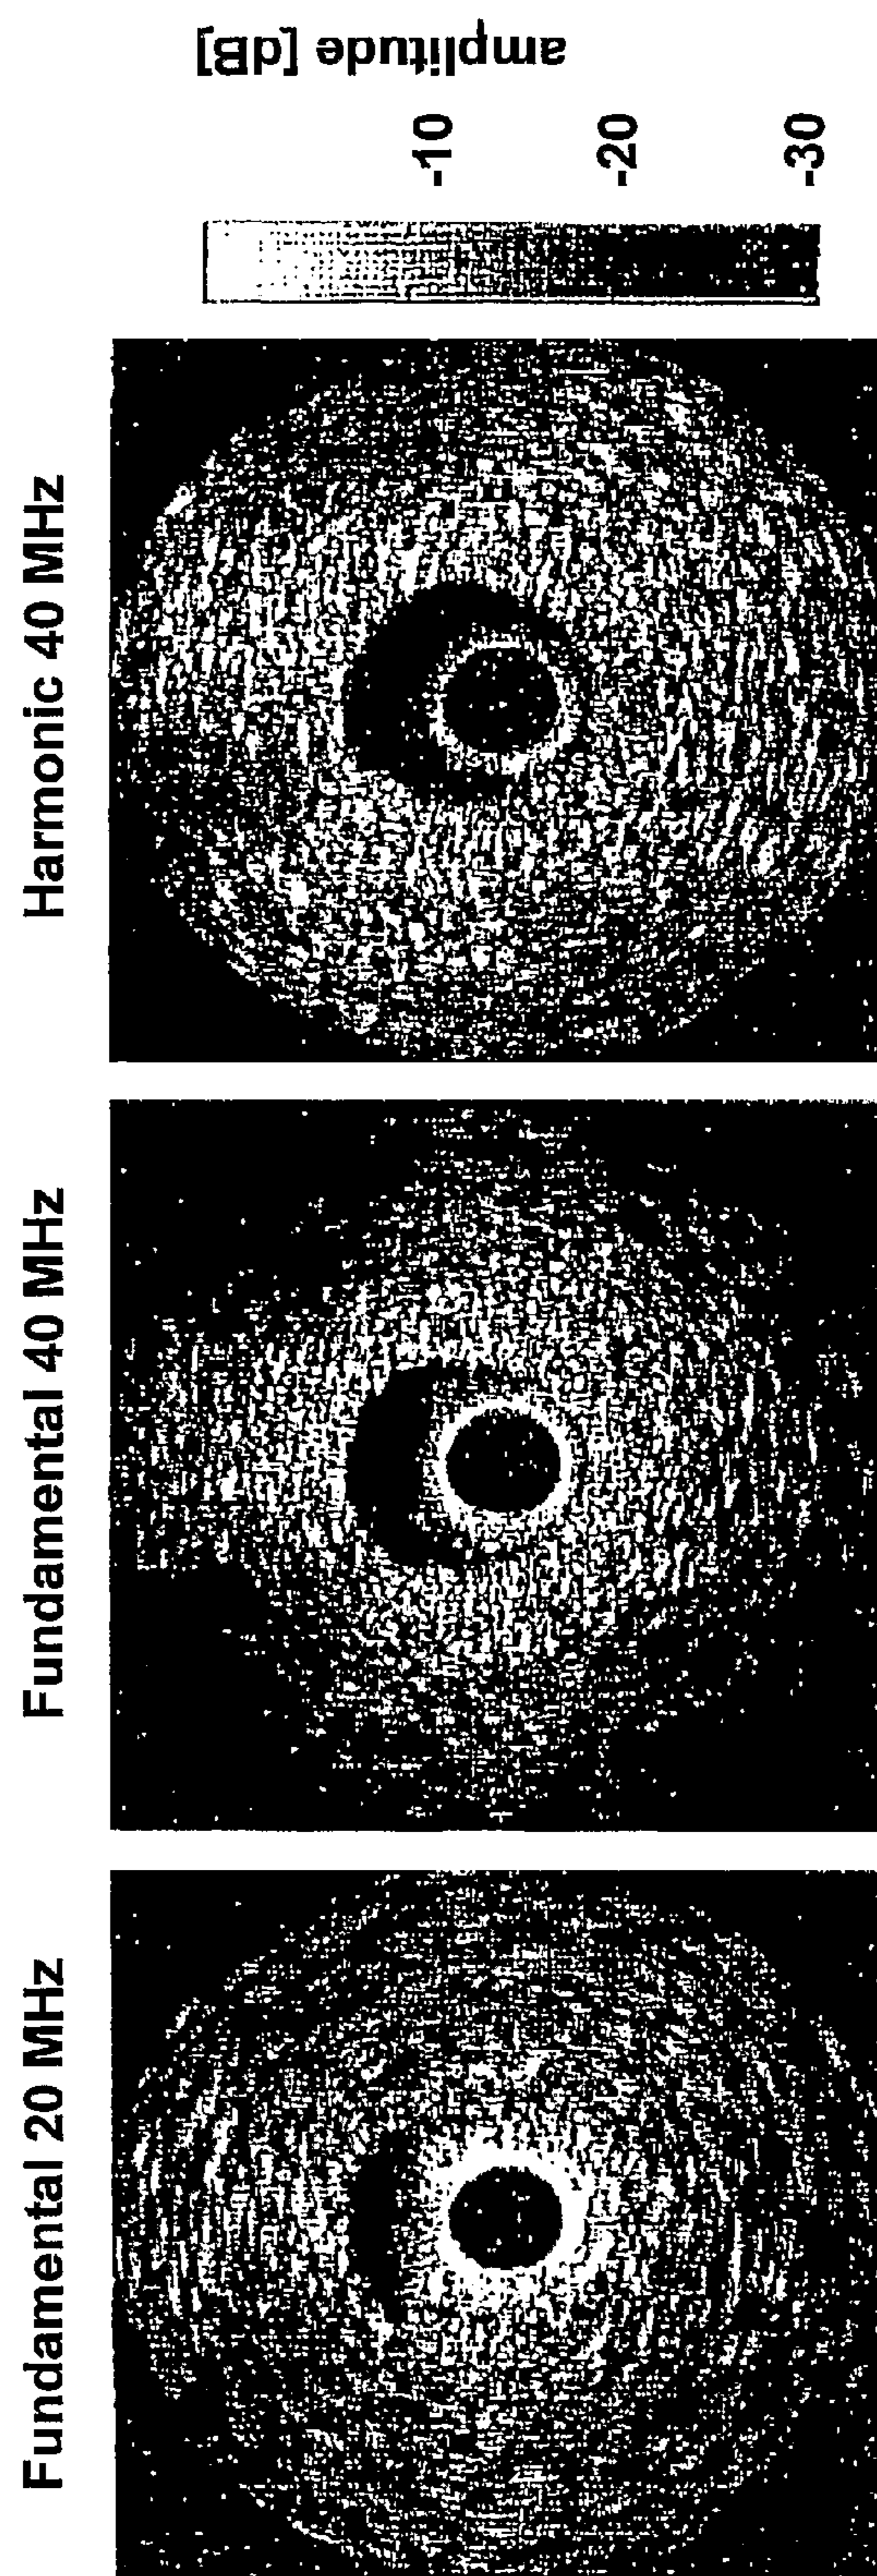 Fundamental 20 MHz
Fundamental 40 MHz
Harmonic 40 MHz
-10
-20
-30
amplitude [dB]